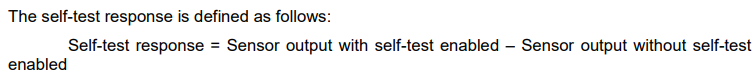 The self-test response is defined as follows:
Self-test response = Sensor output with self-test enabled – Sensor output without self-test
enabled